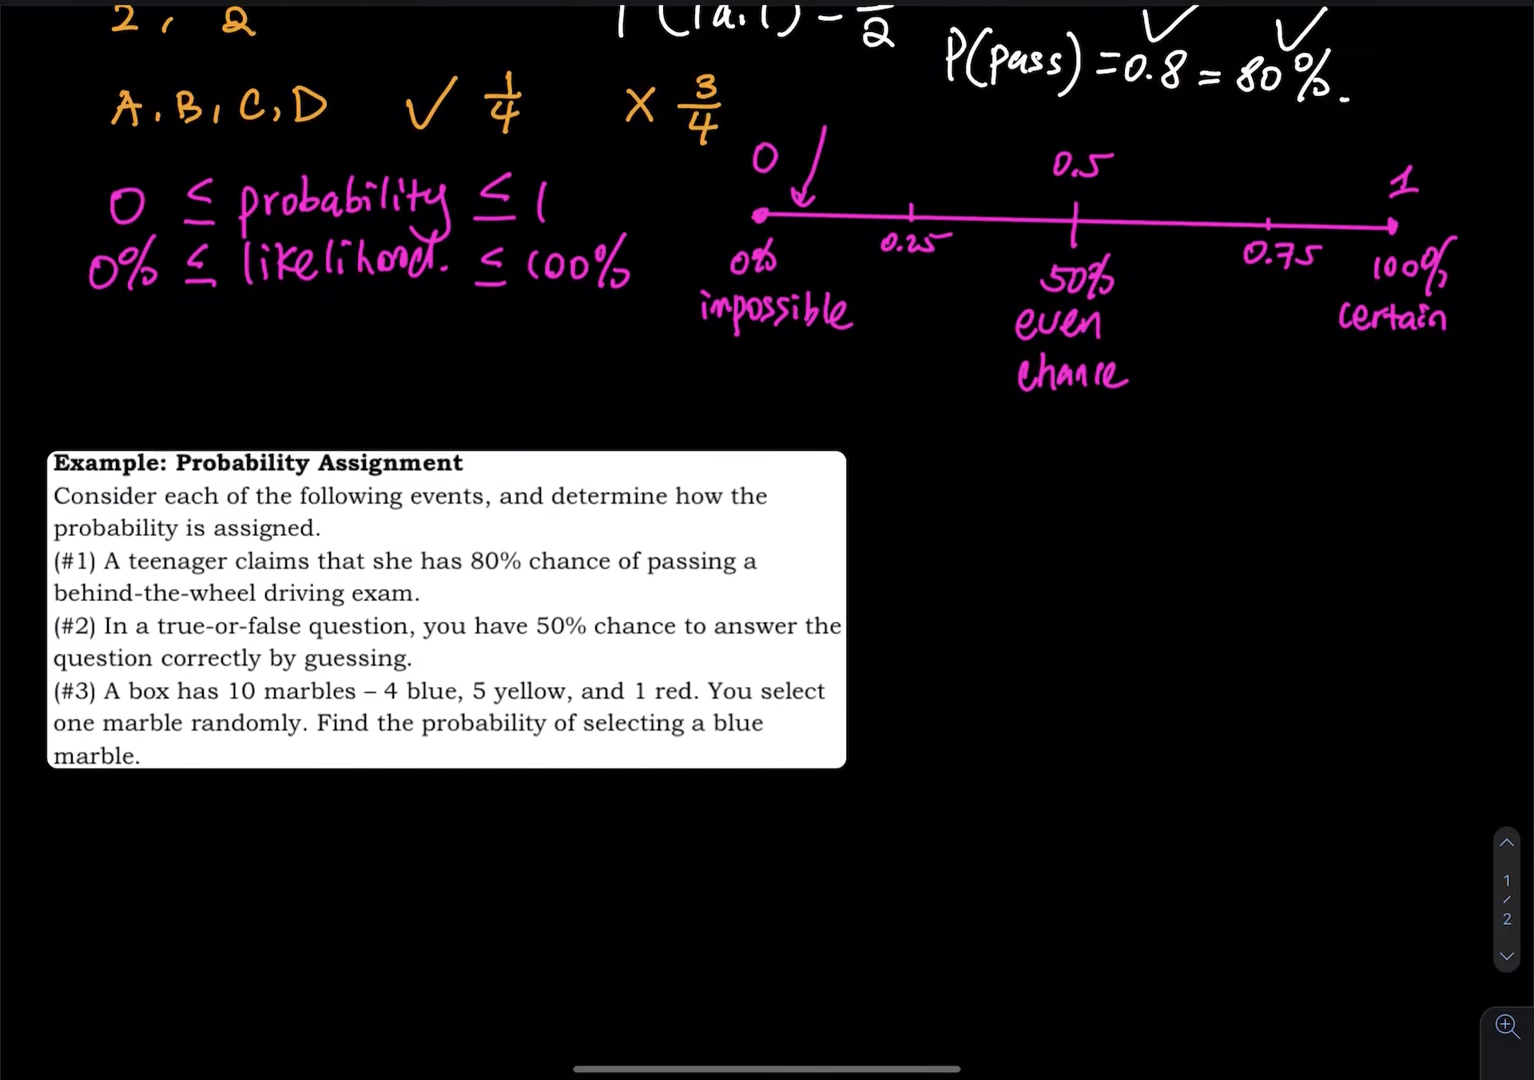 P(Tail) = 1/2
P(pass) = 0.8 = 80%.
A, B, C, D ✓ 1/4 × 3/4
0 ≤ probability ≤ 1
0% ≤ likelihood. ≤ 100%
0 0.5 1
0.25 0.75
0% 50% 100%
impossible even certain
chance
Example: Probability Assignment
Consider each of the following events, and determine how the
probability is assigned.
(#1) A teenager claims that she has 80% chance of passing a
behind-the-wheel driving exam.
(#2) In a true-or-false question, you have 50% chance to answer the
question correctly by guessing.
(#3) A box has 10 marbles – 4 blue, 5 yellow, and 1 red. You select
one marble randomly. Find the probability of selecting a blue
marble.
1
/
2